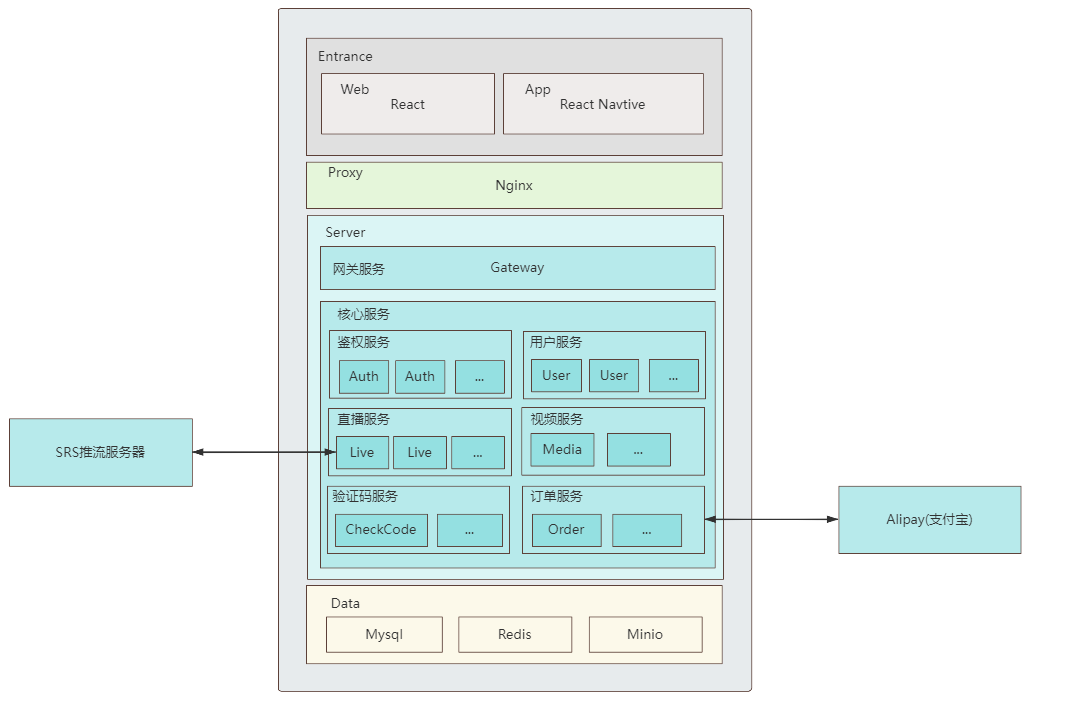 Entrance
Web
React
App
React Navtive
Proxy
Nginx
Server
网关服务
Gateway
核心服务
鉴权服务
Auth
Auth
...
用户服务
User
User
...
直播服务
Live
Live
...
视频服务
Media
...
验证码服务
CheckCode
...
订单服务
Order
...
SRS推流服务器
Alipay(支付宝)
Data
Mysql
Redis
Minio